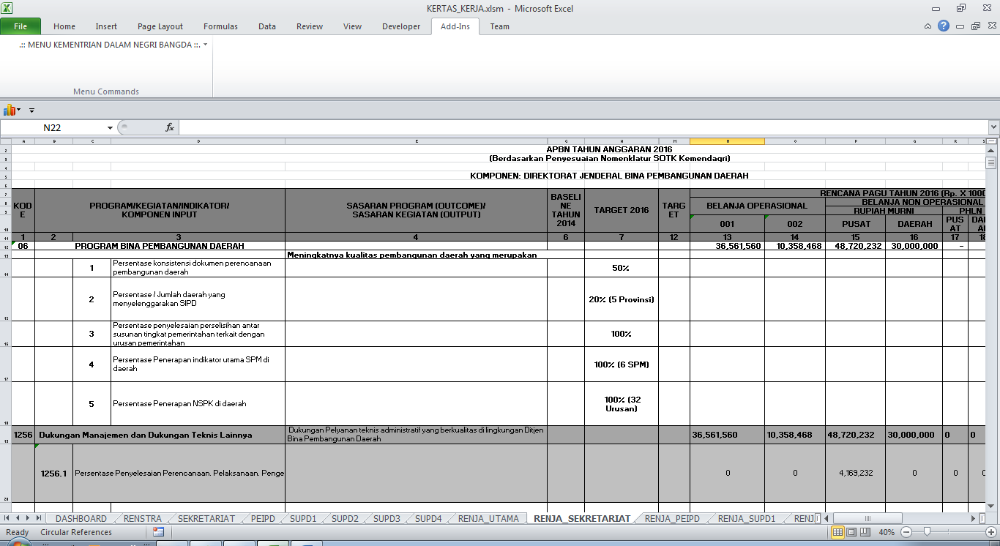 KERTAS_KERJA.xlsm - Microsoft Excel
File Home Insert Page Layout Formulas Data Review View Developer Add-Ins Team
.:: MENU KEMENTRIAN DALAM NEGRI BANGDA ::.
Menu Commands
N22 fx
APBN TAHUN ANGGARAN 2016
(Berdasarkan Penyesuaian Nomenklatur SOTK Kemendagri)
KOMPONEN: DIREKTORAT JENDERAL BINA PEMBANGUNAN DAERAH
KOD
E
PROGRAM/KEGIATAN/INDIKATOR/
KOMPONEN INPUT
SASARAN PROGRAM (OUTCOME)/
SASARAN KEGIATAN (OUTPUT)
BASELI
NE
TAHUN
2014
TARGET 2016
TARG
ET
RENCANA PAGU TAHUN 2016 (Rp. X 1000
BELANJA OPERASIONAL
BELANJA NON OPERASIONAL
RUPIAH MURNI
PHLN
001
002
PUSAT
DAERAH
PUS
AT
1 2 3 4 6 7 12 13 14 15 16 17 18
06 PROGRAM BINA PEMBANGUNAN DAERAH 36,561,560 10,358,468 48,720,232 30,000,000 -
Meningkatnya kualitas pembangunan daerah yang merupakan
1
Persentase konsistensi dokumen perencanaan
pembangunan daerah
50%
2
Persentase / Jumlah daerah yang
menyelenggarakan SIPD
20% (5 Provinsi)
3
Persentase penyelesaian perselisihan antar
susunan tingkat pemerintahan terkait dengan
urusan pemerintahan
100%
4
Persentase Penerapan indikator utama SPM di
daerah
100% (6 SPM)
5
Persentase Penerapan NSPK di daerah
100% (32
Urusan)
1256 Dukungan Manajemen dan Dukungan Teknis Lainnya
Dukungan Pelyanan teknis administratif yang berkualitas di lingkungan Ditjen
Bina Pembangunan Daerah
36,561,560 10,358,468 48,720,232 30,000,000 0 0
1256.1 Persentase Penyelesaian Perencanaan. Pelaksanaan. Penge 0 0 4,169,232 0 0
DASHBOARD RENSTRA SEKRETARIAT PEIPD SUPD1 SUPD2 SUPD3 SUPD4 RENJA_UTAMA RENJA_SEKRETARIAT RENJA_PEIPD RENJA_SUPD1 RENJ
Ready Circular References 40%